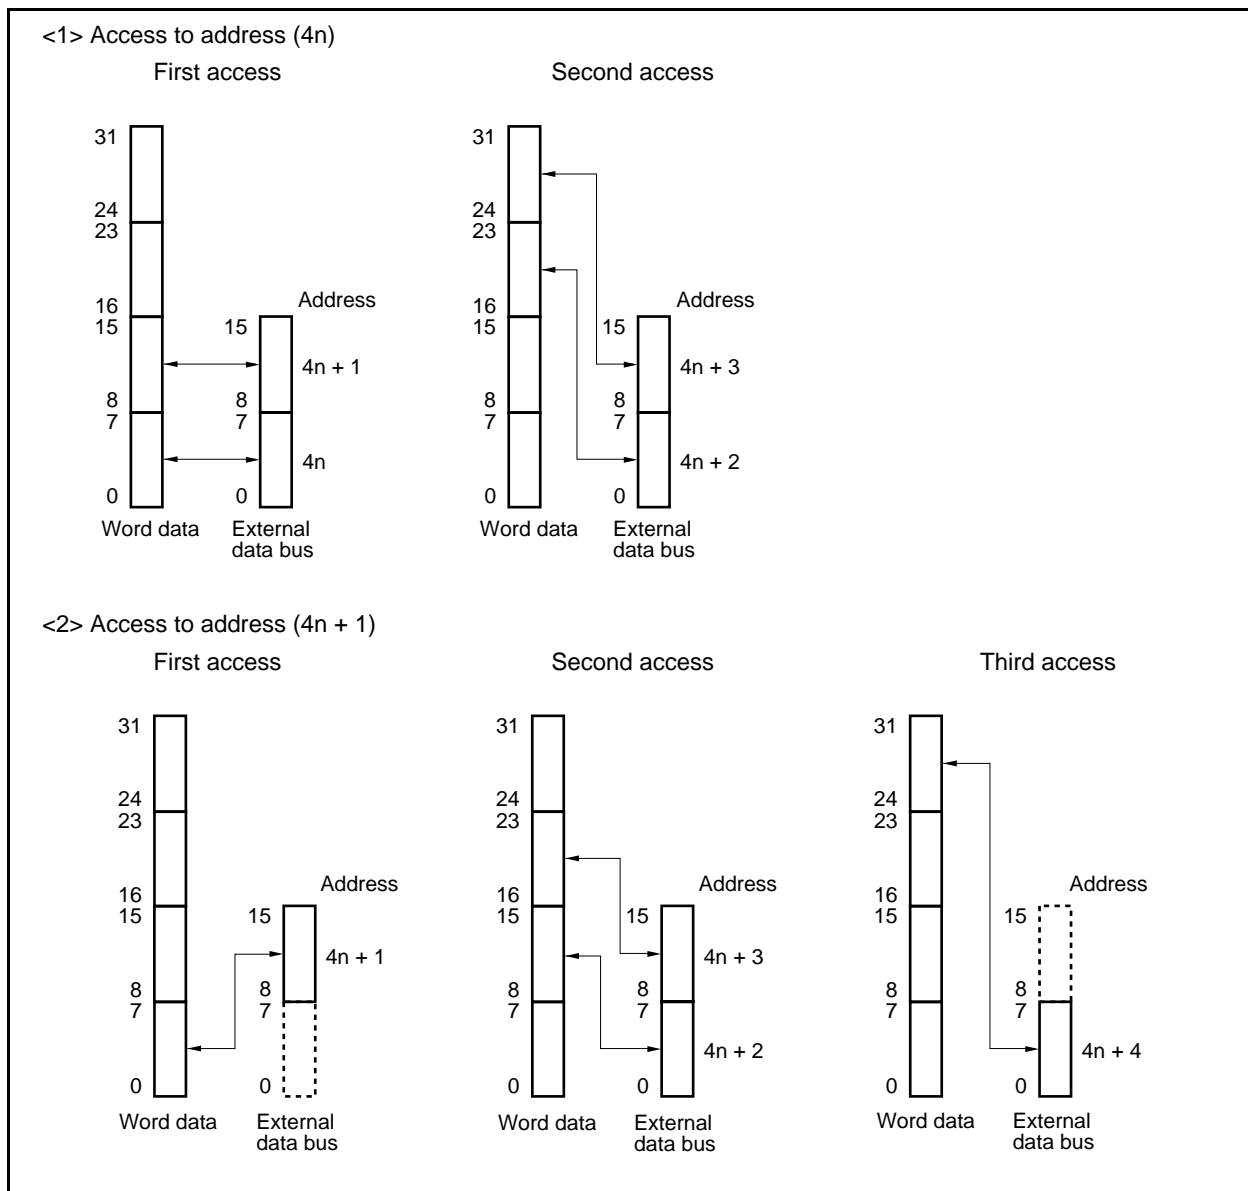 <1> Access to address (4n)
First access
Second access
31
24
23
16
15
8
7
0
Word data
Address
15
4n + 1
8
7
4n
0
External
data bus
31
24
23
16
15
8
7
0
Word data
Address
15
4n + 3
8
7
4n + 2
0
External
data bus
<2> Access to address (4n + 1)
First access
Second access
Third access
31
24
23
16
15
8
7
0
Word data
Address
15
4n + 1
8
7
0
External
data bus
31
24
23
16
15
8
7
0
Word data
Address
15
4n + 3
8
7
4n + 2
0
External
data bus
31
24
23
16
15
8
7
0
Word data
Address
15
8
7
4n + 4
0
External
data bus